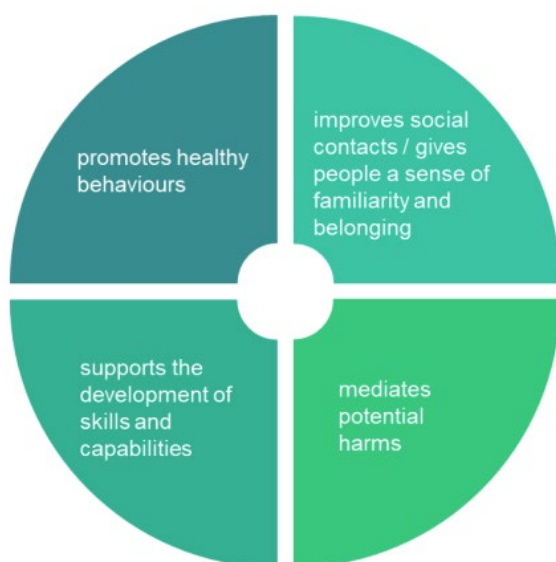 promotes healthy
behaviours
improves social
contacts / gives
people a sense of
familiarity and
belonging
supports the
development of
skills and
capabilities
mediates
potential
harms